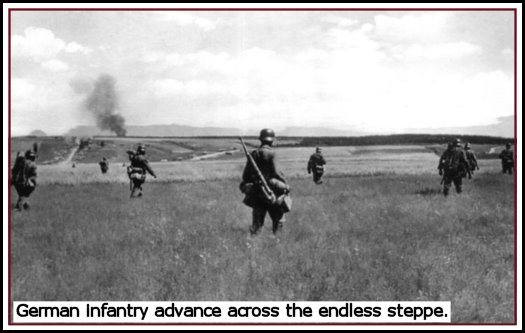 German Infantry advance across the endless steppe.